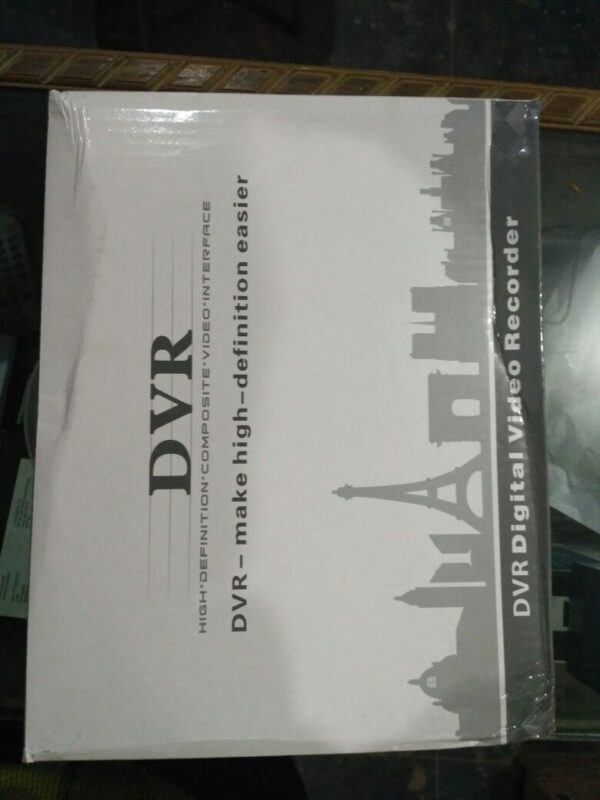 DVR
HIGH·DEFINITION·COMPOSITE·VIDEO·INTERFACE
DVR– make high–definition easier
DVR Digital Video Recorder